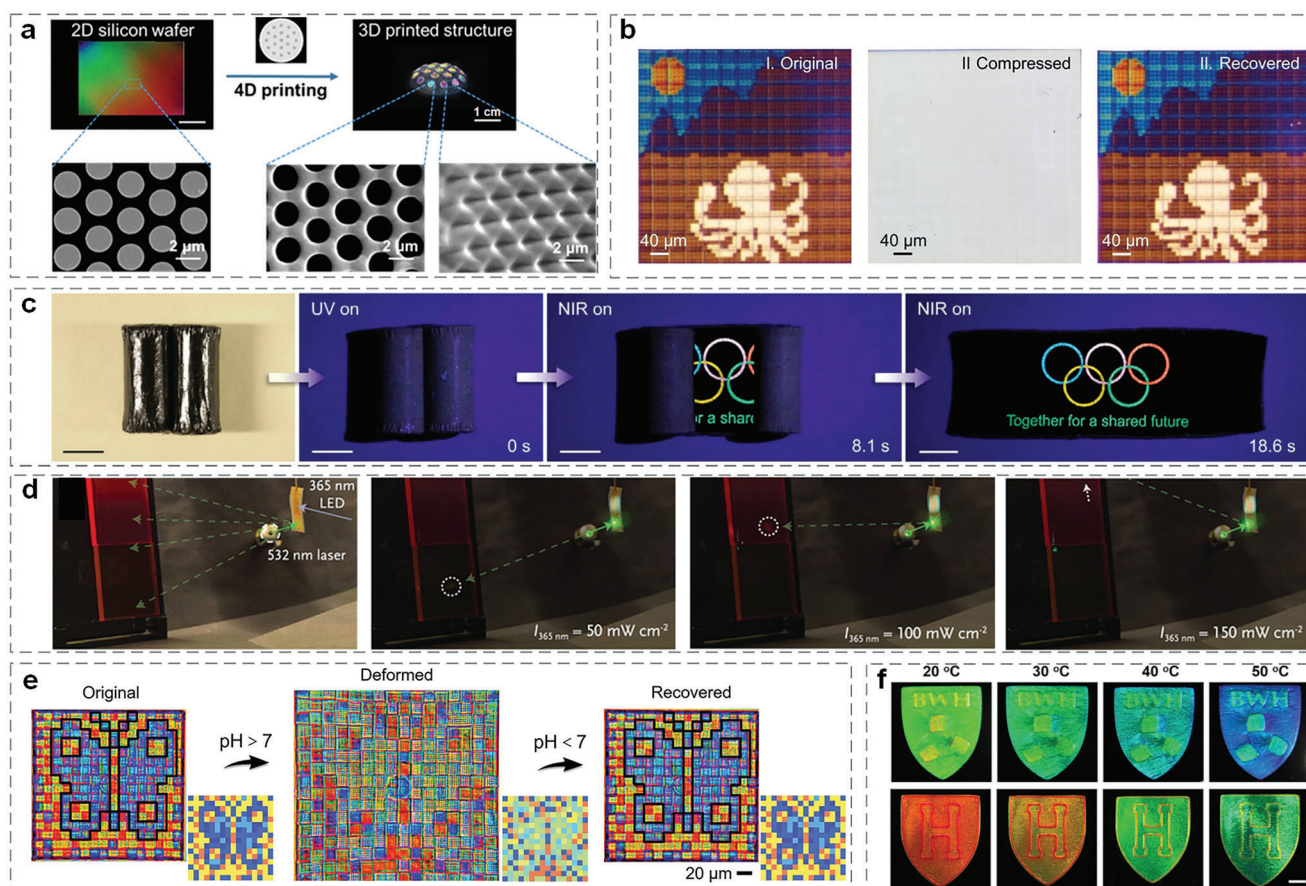 a
2D silicon wafer
4D printing
3D printed structure
1 cm
2 μm
2 μm
2 μm
b
I. Original
II Compressed
II. Recovered
40 μm
40 μm
40 μm
c
UV on
0 s
NIR on
or a shared
8.1 s
NIR on
Together for a shared future
18.6 s
d
365 nm
LED
532 nm laser
I365 nm = 50 mW cm-2
I365 nm = 100 mW cm-2
I365 nm = 150 mW cm-2
e
Original
pH > 7
Deformed
pH < 7
Recovered
20 μm
f
20 °C
30 °C
40 °C
50 °C
BWH
BWH
BWH
BWH
H
H
H
H